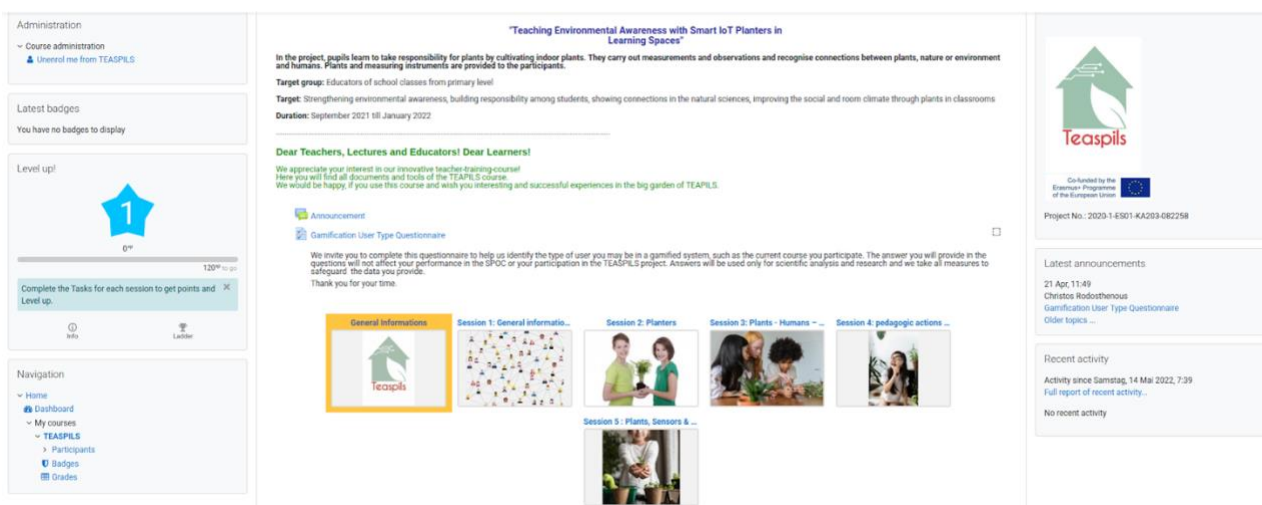 Administration
Course administration
Unenrol me from TEASPILS
Latest badges
You have no badges to display
Level up!
1
0xp
120xp to go
Complete the Tasks for each session to get points and
Level up.
Info
Ladder
Navigation
Home
Dashboard
My courses
TEASPILS
Participants
Badges
Grades
"Teaching Environmental Awareness with Smart IoT Planters in
Learning Spaces"
In the project, pupils learn to take responsibility for plants by cultivating indoor plants. They carry out measurements and observations and recognise connections between plants, nature or environment
and humans. Plants and measuring instruments are provided to the participants.
Target group: Educators of school classes from primary level
Target: Strengthening environmental awareness, building responsibility among students, showing connections in the natural sciences, improving the social and room climate through plants in classrooms
Duration: September 2021 till January 2022
Dear Teachers, Lectures and Educators! Dear Learners!
We appreciate your interest in our innovative teacher-training-course!
Here you will find all documents and tools of the TEAPILS course.
We would be happy, if you use this course and wish you interesting and successful experiences in the big garden of TEAPILS.
Announcement
Gamification User Type Questionnaire
We invite you to complete this questionnaire to help us identify the type of user you may be in a gamified system, such as the current course you participate. The answer you will provide in the
questions will not affect your performance in the SPOC or your participation in the TEASPILS project. Answers will be used only for scientific analysis and research and we take all measures to
safeguard the data you provide.
Thank you for your time.
General Informations
Session 1: General informatio...
Session 2: Planters
Session 3: Plants - Humans – ...
Session 4: pedagogic actions ...
Teaspils
Session 5 : Plants, Sensors & ...
Teaspils
Co-funded by the
Erasmus+ Programme
of the European Union
Project No.: 2020-1-ES01-KA203-082258
Latest announcements
21 Apr, 11:49
Christos Rodosthenous
Gamification User Type Questionnaire
Older topics ...
Recent activity
Activity since Samstag, 14 Mai 2022, 7:39
Full report of recent activity...
No recent activity